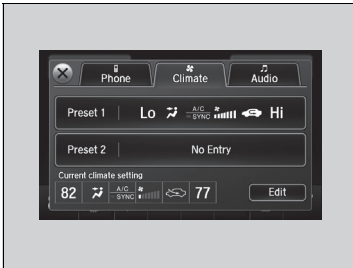 Phone Climate Audio
Preset 1 Lo A/C SYNC Hi
Preset 2 No Entry
Current climate setting
82 A/C SYNC 77 Edit